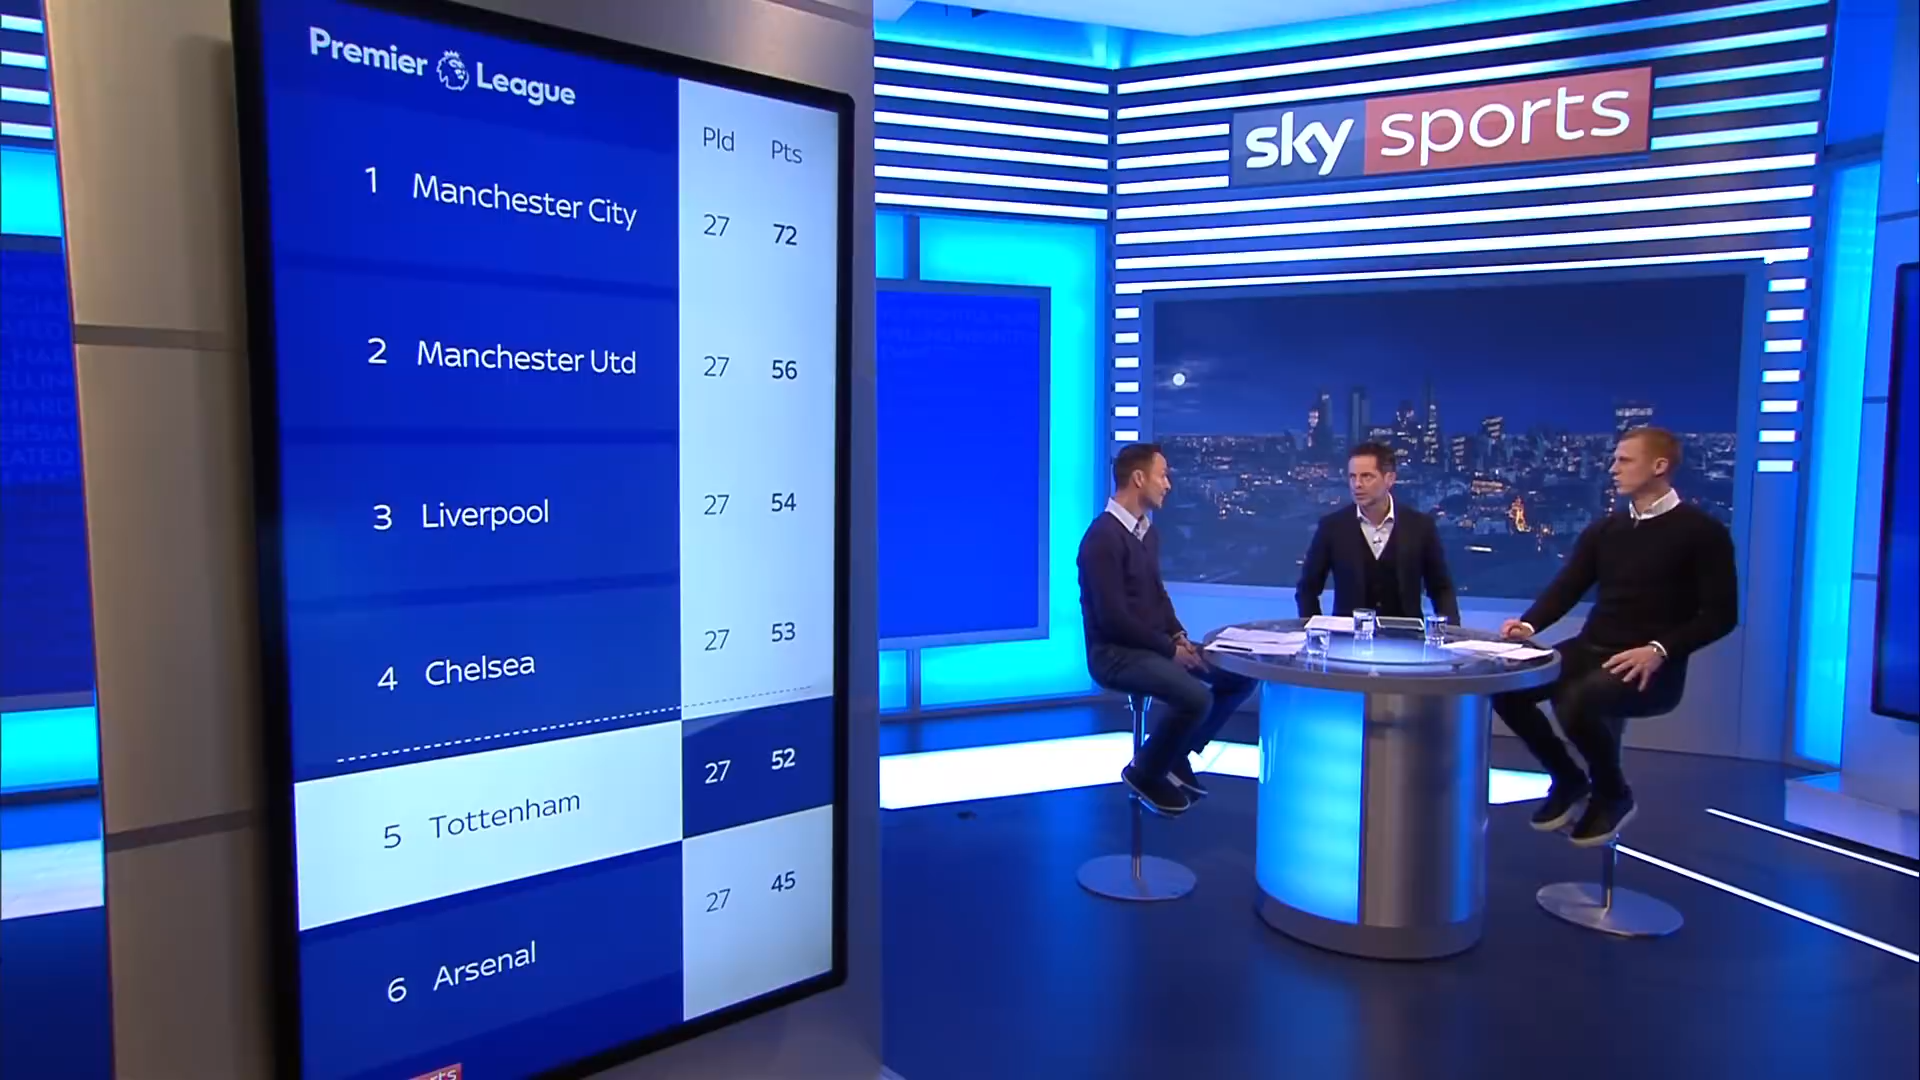 Premier League
Pld Pts
1 Manchester City 27 72
2 Manchester Utd 27 56
3 Liverpool 27 54
4 Chelsea 27 53
5 Tottenham 27 52
6 Arsenal 27 45
sky sports